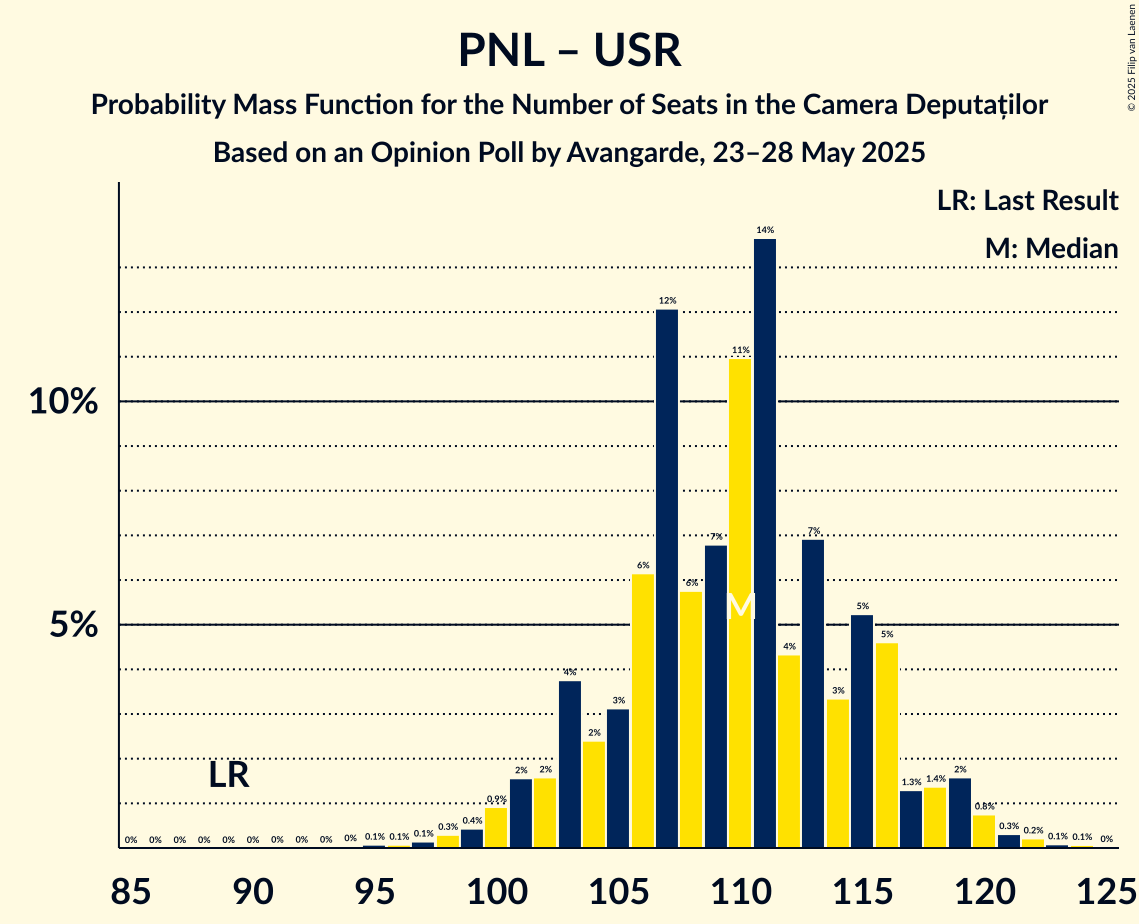 PNL – USR
Probability Mass Function for the Number of Seats in the Camera Deputaților
Based on an Opinion Poll by Avangarde, 23–28 May 2025
© 2025 Filip van Laenen
LR: Last Result
M: Median
14%
12%
11%
10%
7%
7%
6%
6%
M
5%
5%
5%
4%
4%
3%
3%
2%
LR
2%
2%
2%
1.3%
1.4%
0.9%
0.8%
0% 0% 0% 0% 0% 0% 0% 0% 0% 0% 0.1% 0.1% 0.1% 0.3% 0.4% 0.3% 0.2% 0.1% 0.1% 0%
85 90 95 100 105 110 115 120 125